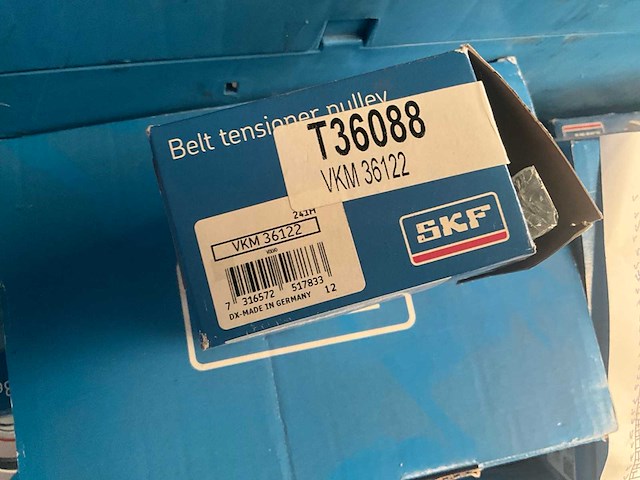 Belt tensioner pulley
T36088
VKM 36122
241M
VKM 36122
7 316572 517833 12
DX-MADE IN GERMANY
SKF